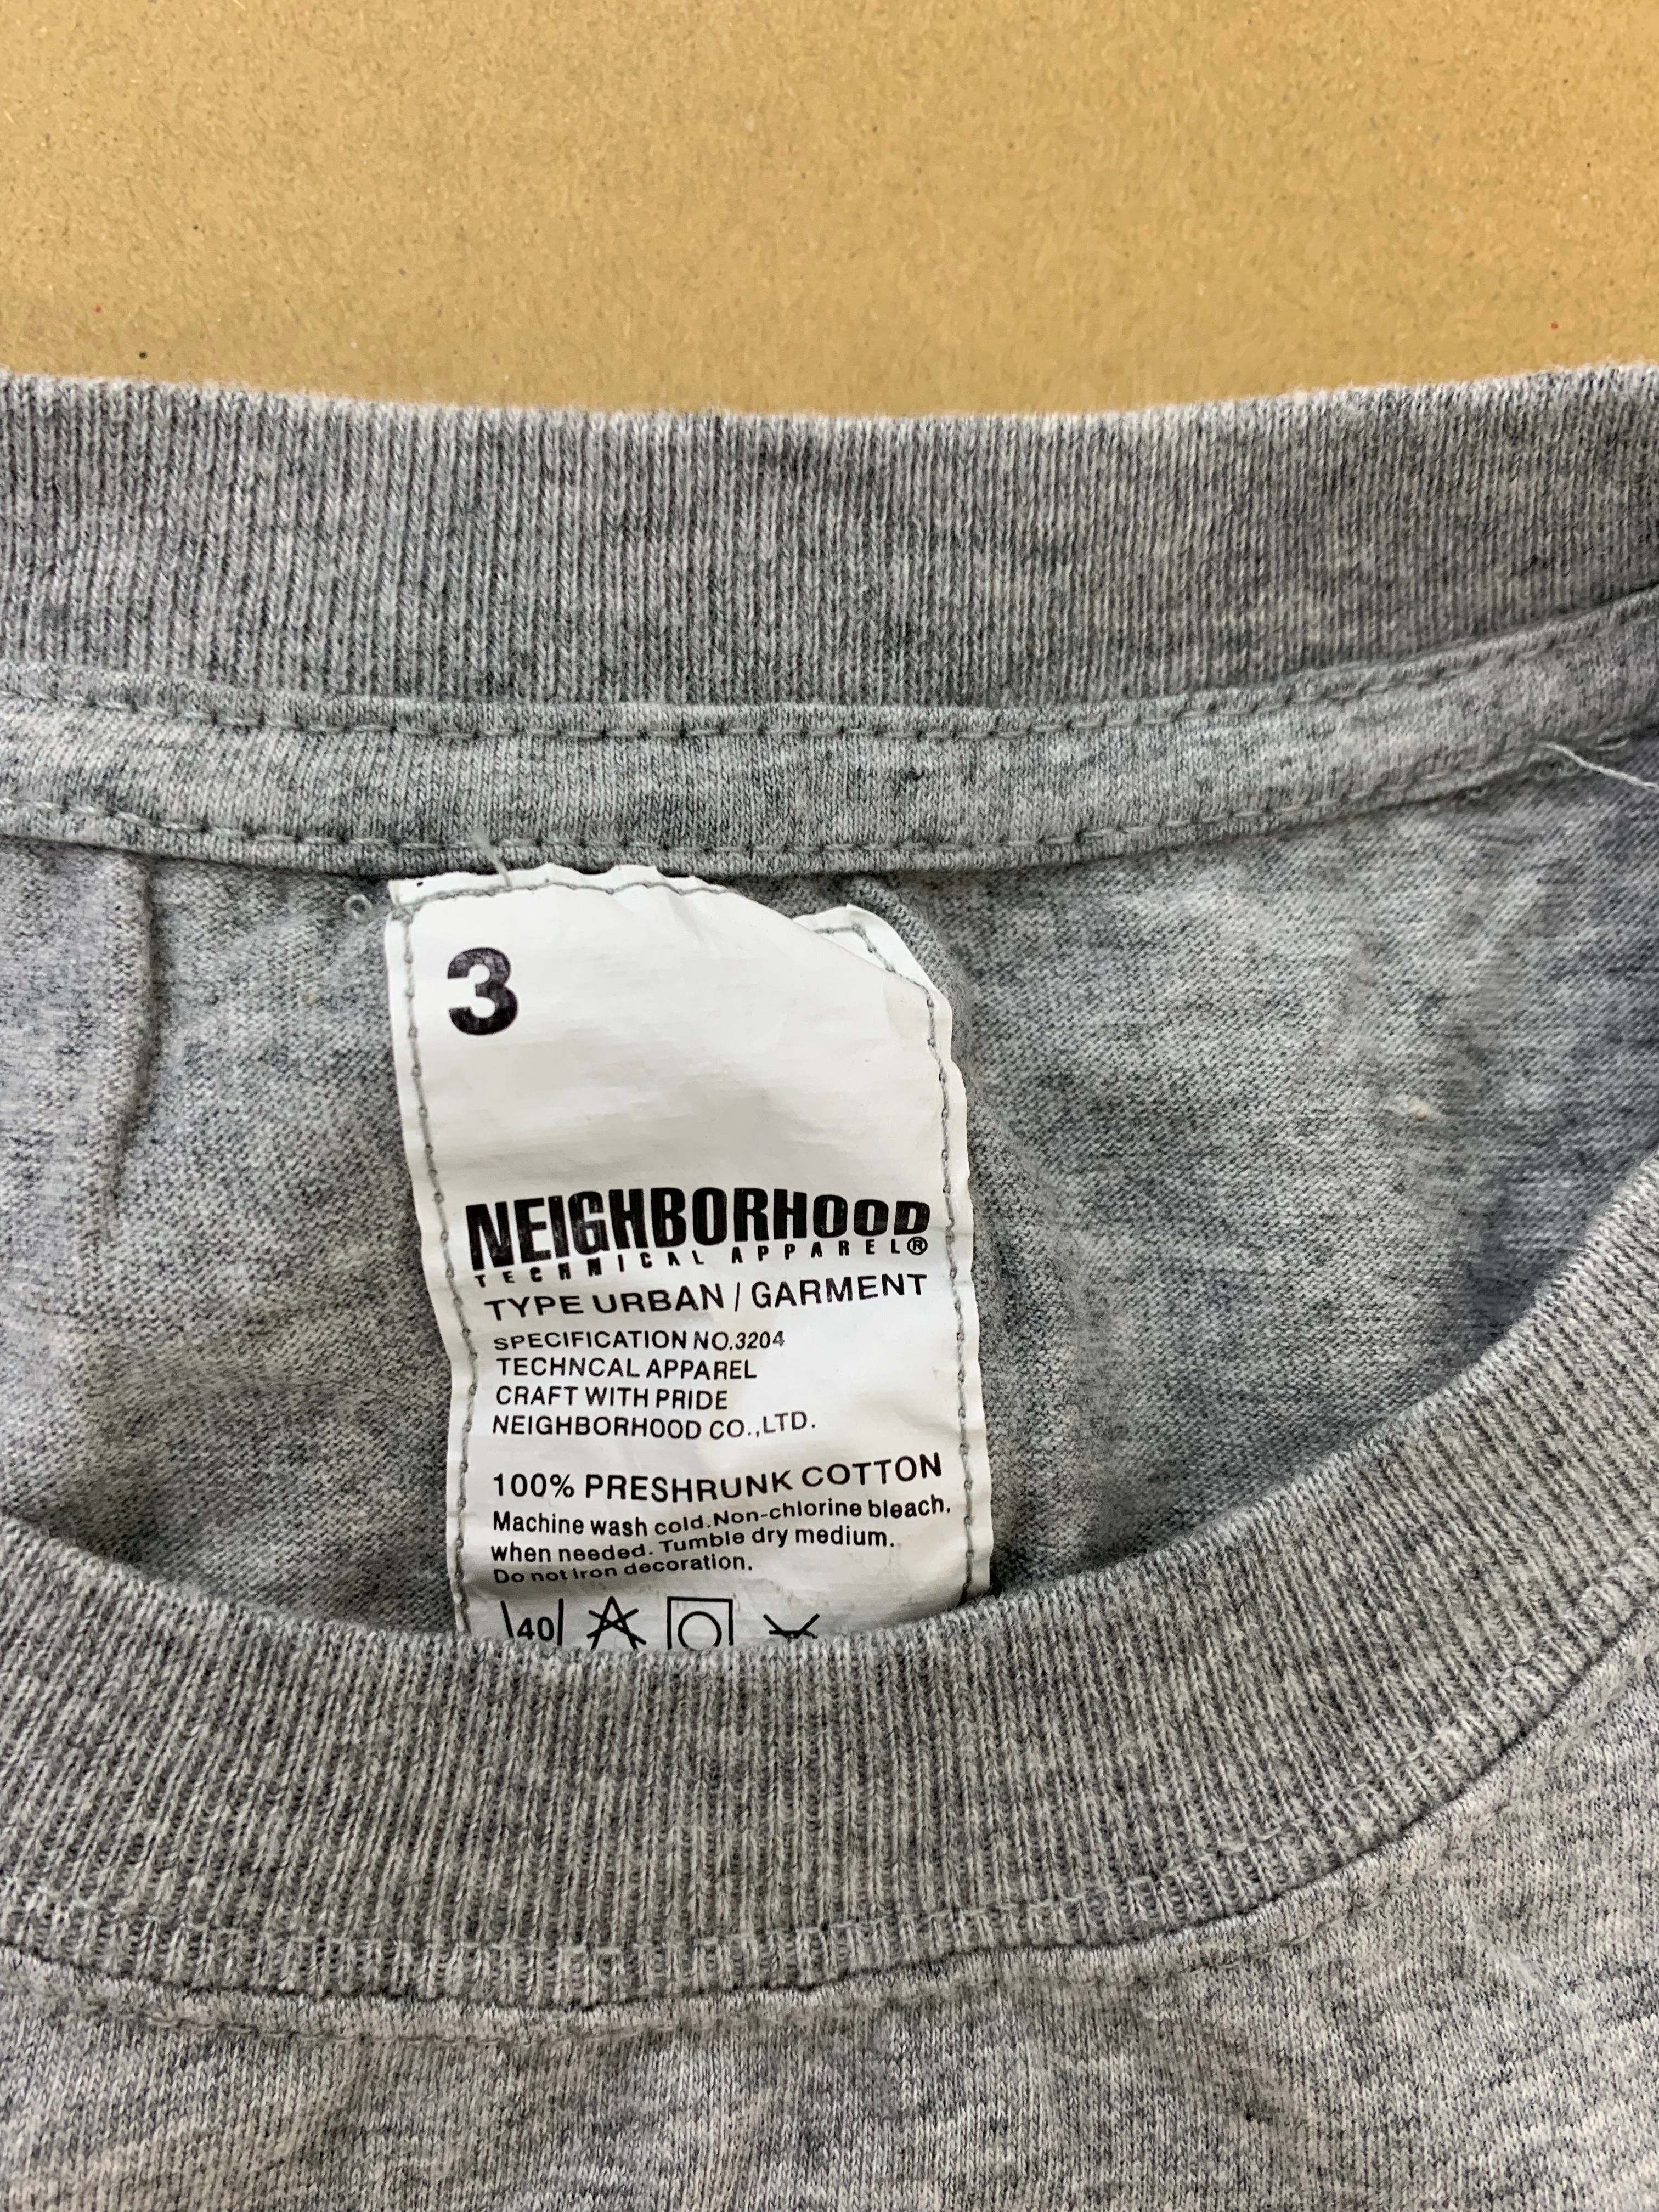 3
NEIGHBORHOOD
TECHNICAL APPAREL®
TYPE URBAN / GARMENT
SPECIFICATION NO.3204
TECHNCAL APPAREL
CRAFT WITH PRIDE
NEIGHBORHOOD CO.,LTD.
100% PRESHRUNK COTTON
Machine wash cold.Non-chlorine bleach.
when needed. Tumble dry medium.
Do not iron decoration.
40